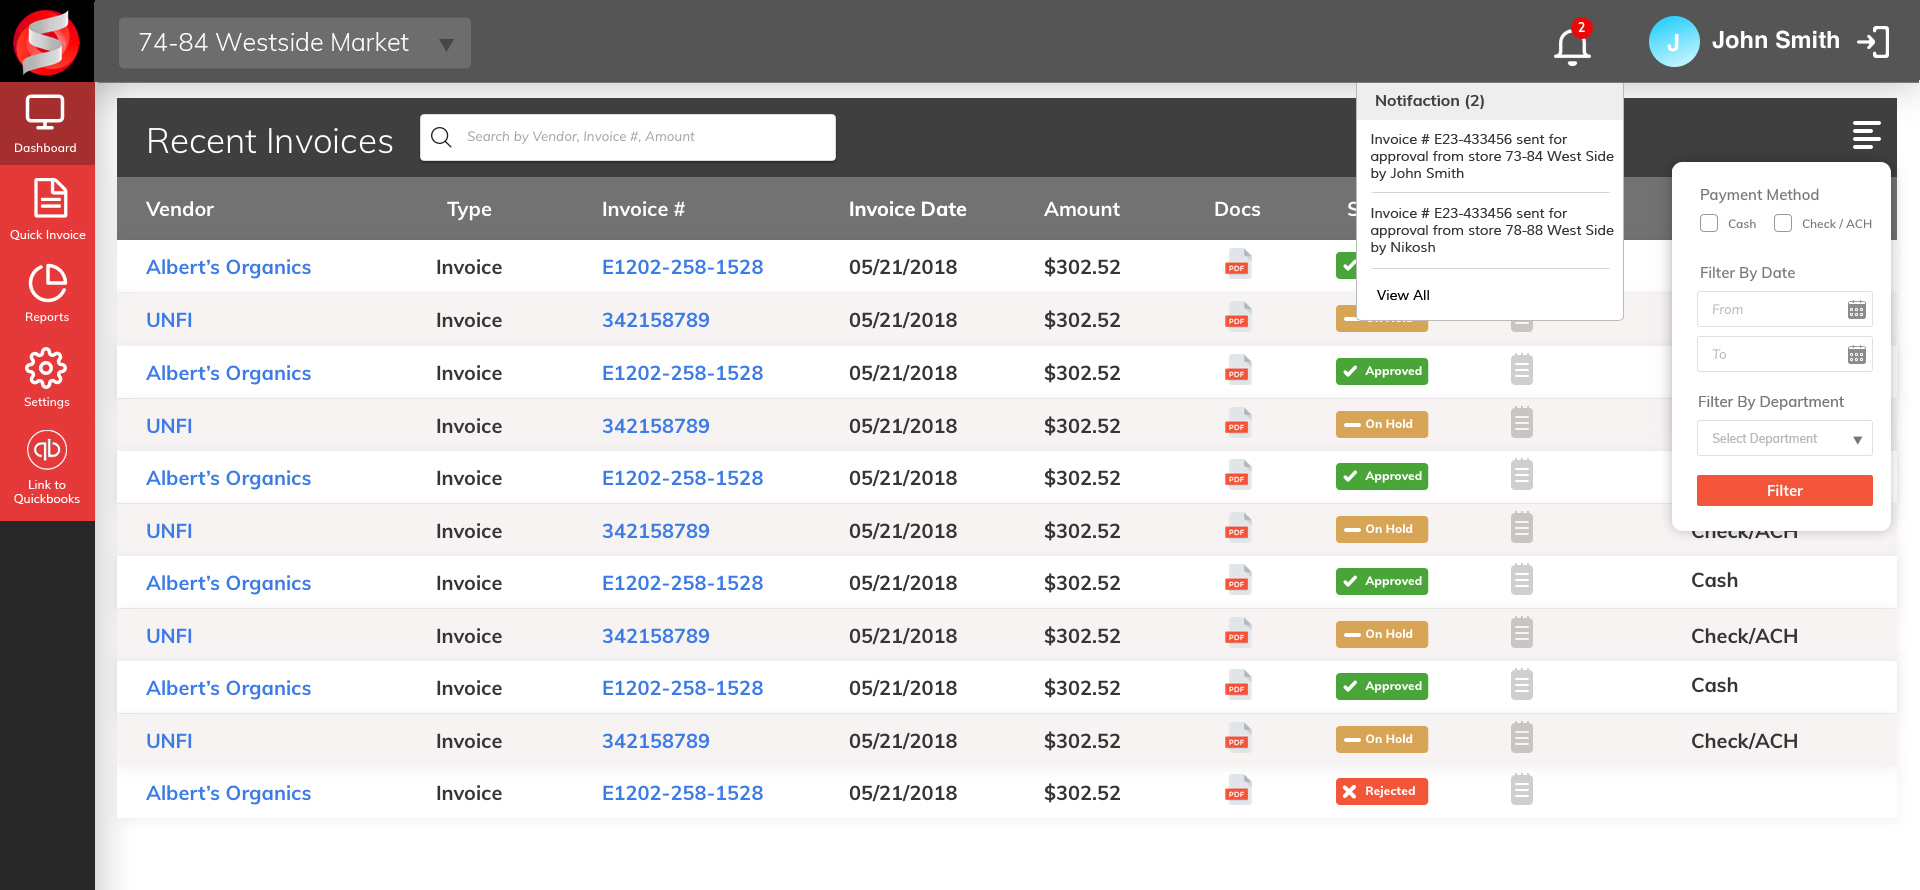 74-84 Westside Market
2
J
John Smith
Dashboard
Quick Invoice
Reports
Settings
Link to
Quickbooks
Recent Invoices
Search by Vendor, Invoice #, Amount
Notifaction (2)
Invoice # E23-433456 sent for
approval from store 73-84 West Side
by John Smith
Invoice # E23-433456 sent for
approval from store 78-88 West Side
by Nikosh
View All
Payment Method
Cash Check / ACH
Filter By Date
From
To
Filter By Department
Select Department
Filter
Vendor Type Invoice # Invoice Date Amount Docs S
Albert's Organics Invoice E1202-258-1528 05/21/2018 $302.52 PDF
UNFI Invoice 342158789 05/21/2018 $302.52 PDF On Hold
Albert's Organics Invoice E1202-258-1528 05/21/2018 $302.52 PDF Approved
UNFI Invoice 342158789 05/21/2018 $302.52 PDF On Hold
Albert's Organics Invoice E1202-258-1528 05/21/2018 $302.52 PDF Approved
UNFI Invoice 342158789 05/21/2018 $302.52 PDF On Hold Check/ACH
Albert's Organics Invoice E1202-258-1528 05/21/2018 $302.52 PDF Approved Cash
UNFI Invoice 342158789 05/21/2018 $302.52 PDF On Hold Check/ACH
Albert's Organics Invoice E1202-258-1528 05/21/2018 $302.52 PDF Approved Cash
UNFI Invoice 342158789 05/21/2018 $302.52 PDF On Hold Check/ACH
Albert's Organics Invoice E1202-258-1528 05/21/2018 $302.52 PDF Rejected